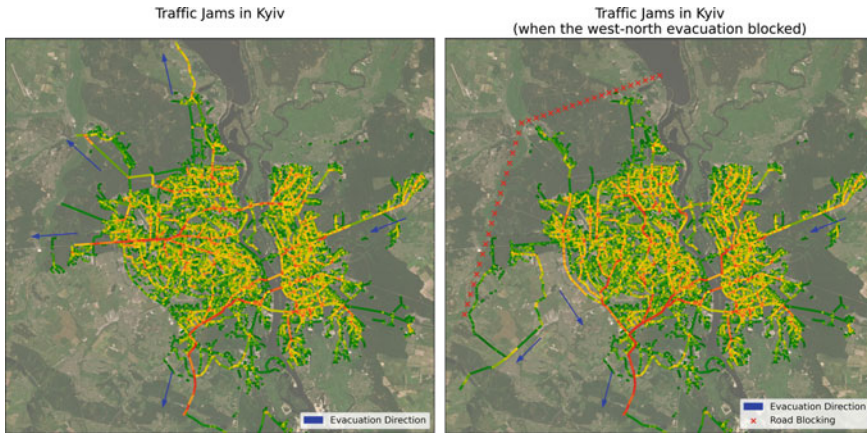 Traffic Jams in Kyiv
Evacuation Direction
Traffic Jams in Kyiv
(when the west-north evacuation blocked)
Evacuation Direction
Road Blocking